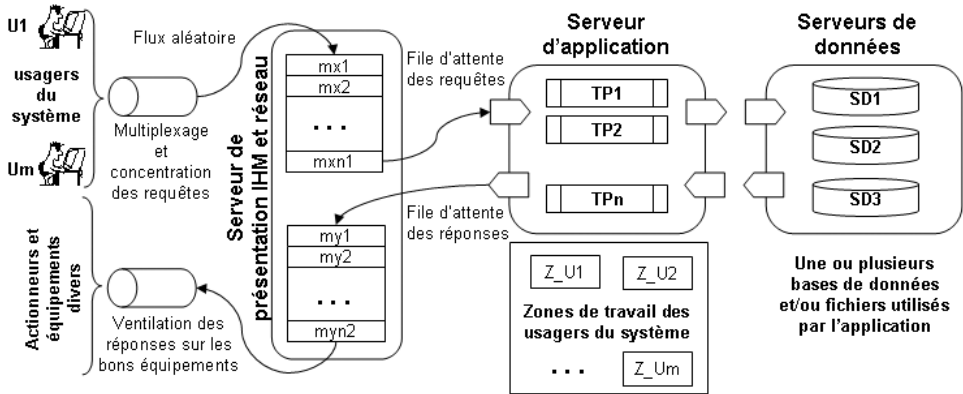 U1
usagers
du
système
Um
Flux aléatoire
Multiplexage
et
concentration
des requêtes
Actionneurs et
équipements
divers
Ventilation des
réponses sur les
bons équipements
Serveur de
présentation IHM et réseau
mx1
mx2
...
mxn1
my1
my2
...
myn2
File d'attente
des requêtes
File d'attente
des réponses
Serveur
d'application
TP1
TP2
TPn
Z_U1
Z_U2
Zones de travail des
usagers du système
...
Z_Um
Serveurs de
données
SD1
SD2
SD3
Une ou plusieurs
bases de données
et/ou fichiers utilisés
par l'application